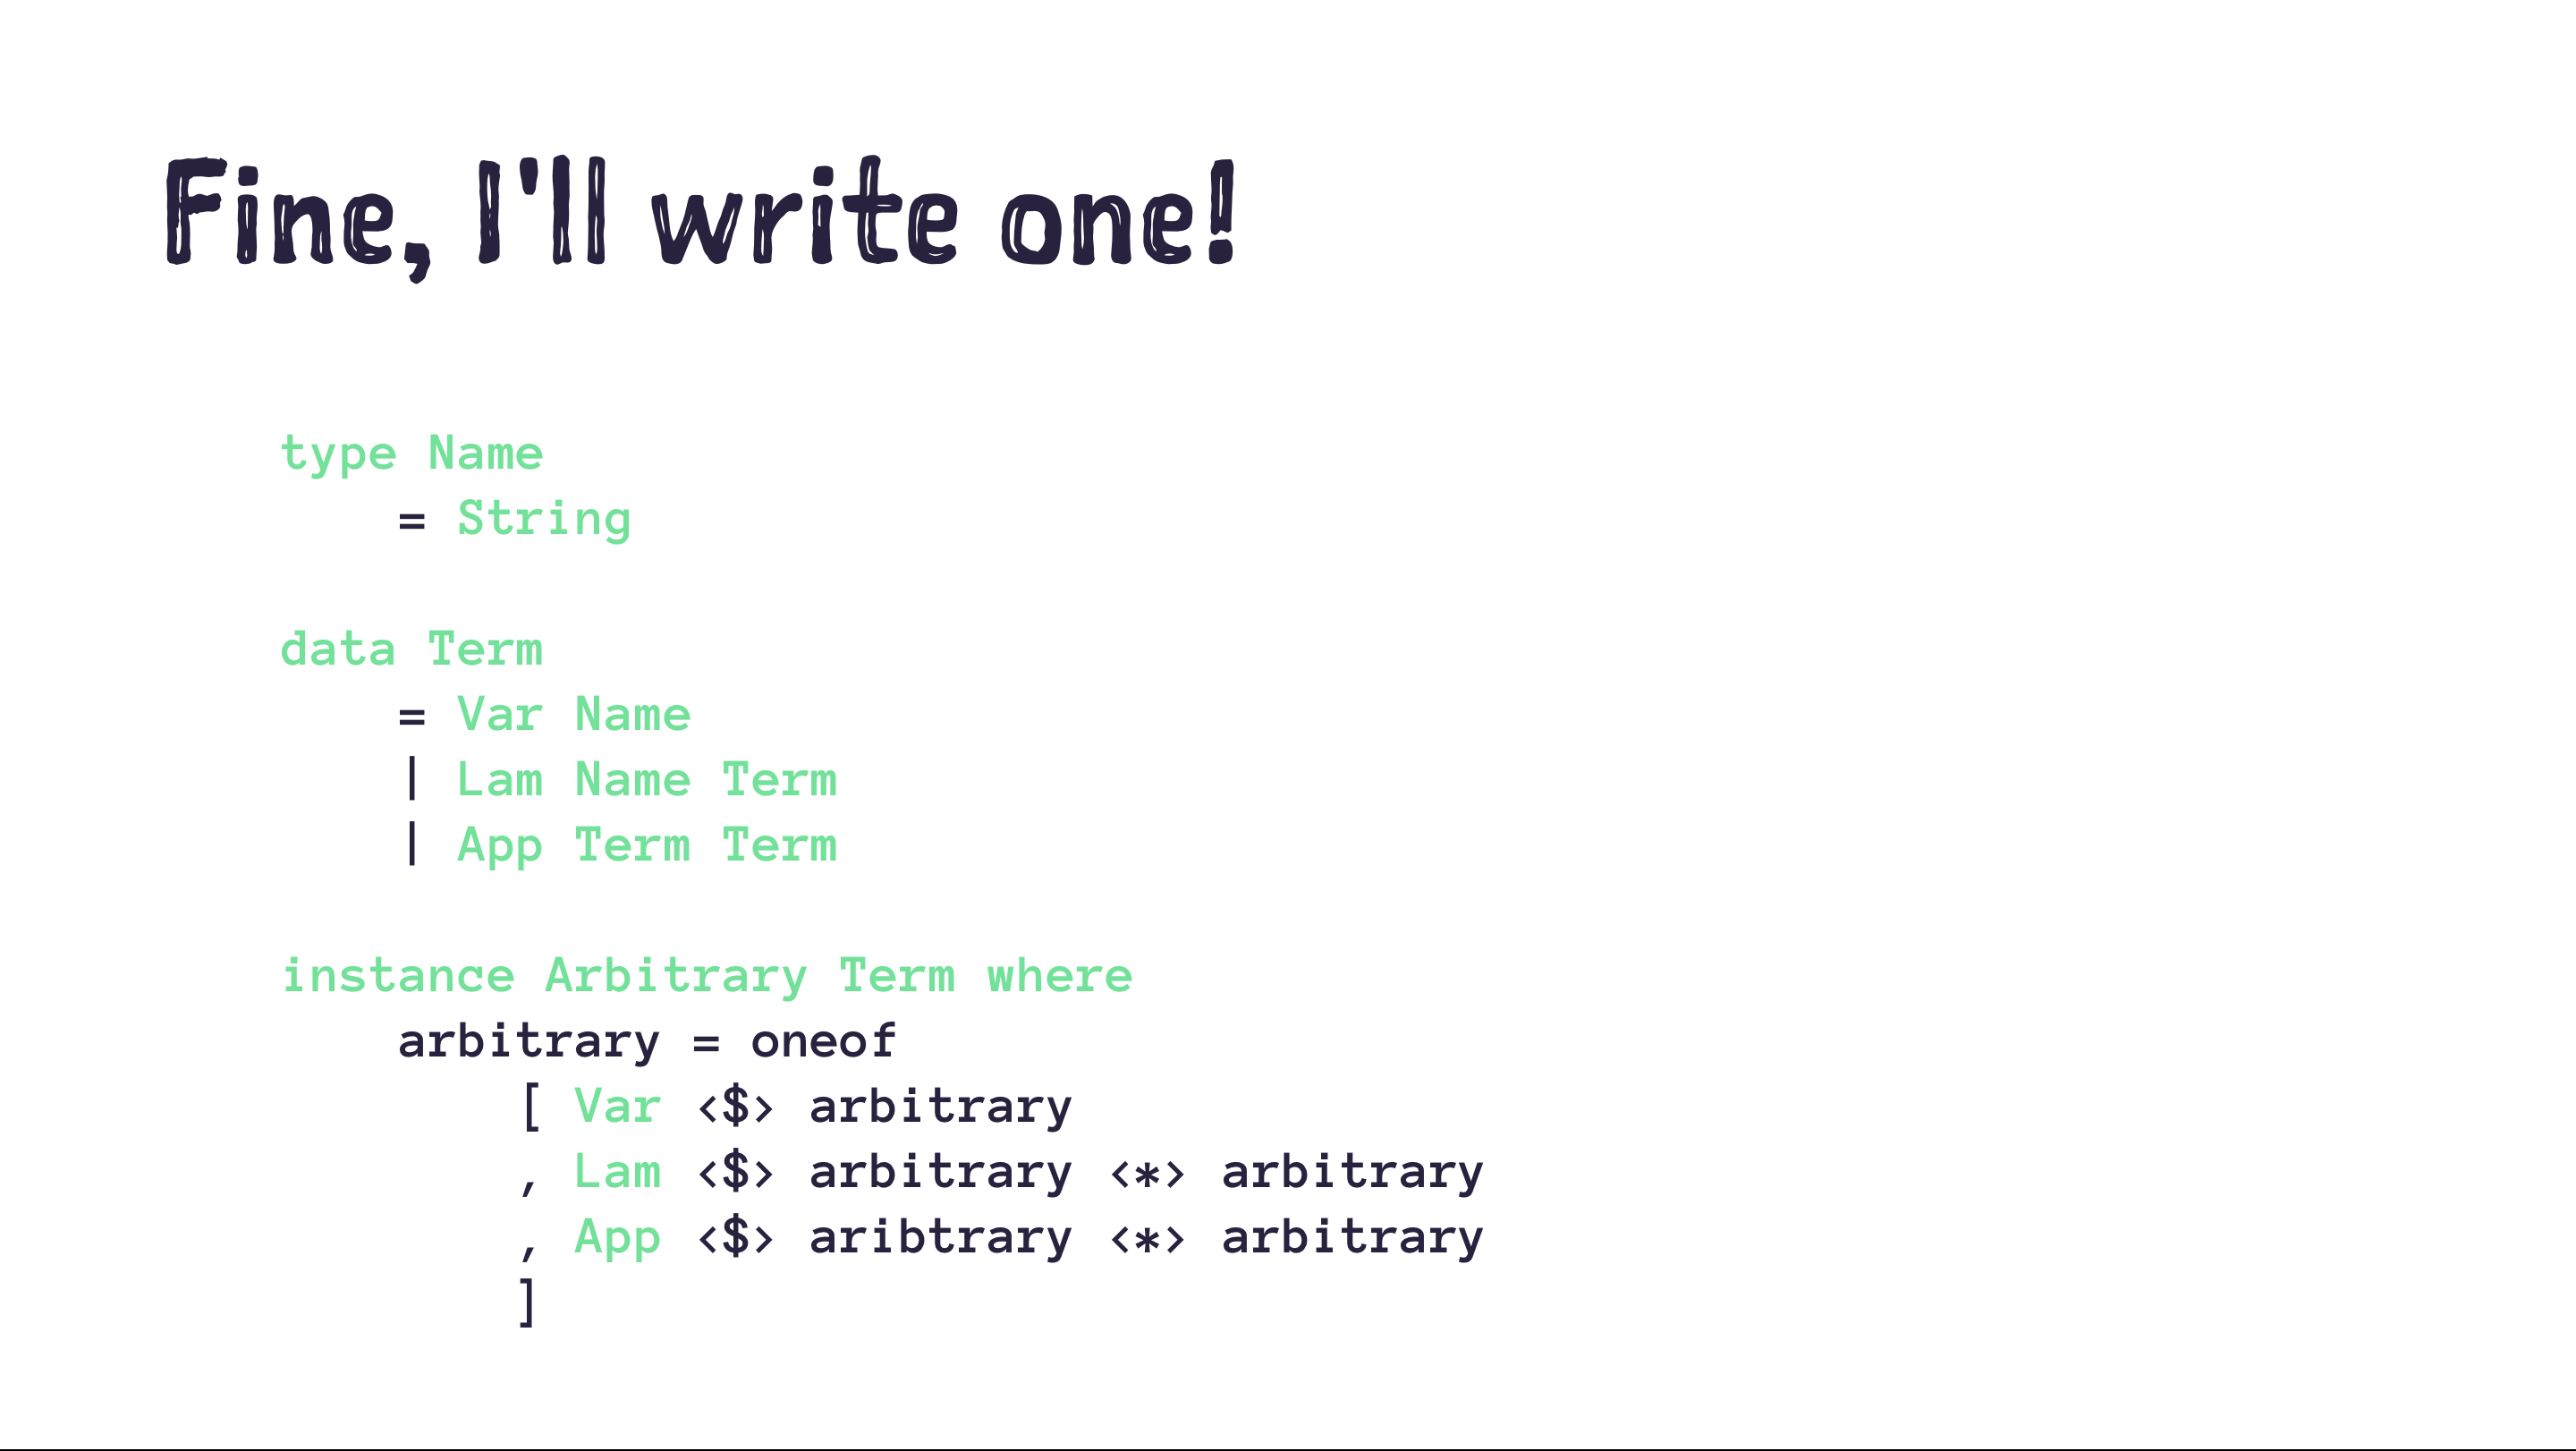 Fine, I'll write one!
type Name
    = String
data Term
    = Var Name
    | Lam Name Term
    | App Term Term
instance Arbitrary Term where
    arbitrary = oneof
        [ Var <$> arbitrary
        , Lam <$> arbitrary <*> arbitrary
        , App <$> aribtrary <*> arbitrary
        ]